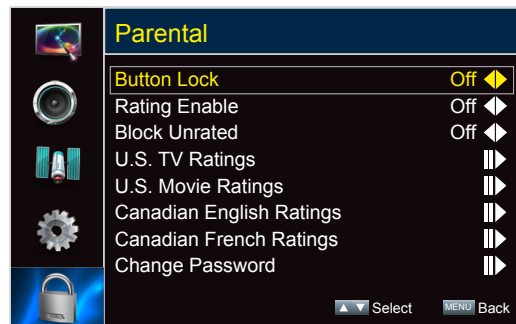 Parental
Button Lock Off
Rating Enable Off
Block Unrated Off
U.S. TV Ratings
U.S. Movie Ratings
Canadian English Ratings
Canadian French Ratings
Change Password
Select MENU Back